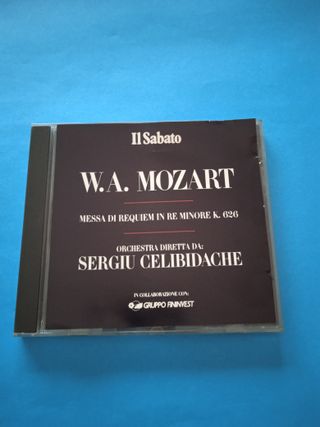 Il Sabato
W.A. MOZART
MESSA DI REQUIEM IN RE MINORE K. 626
ORCHESTRA DIRETTA DA:
SERGIU CELIBIDACHE
IN COLLABORAZIONE CON:
GRUPPO FININVEST